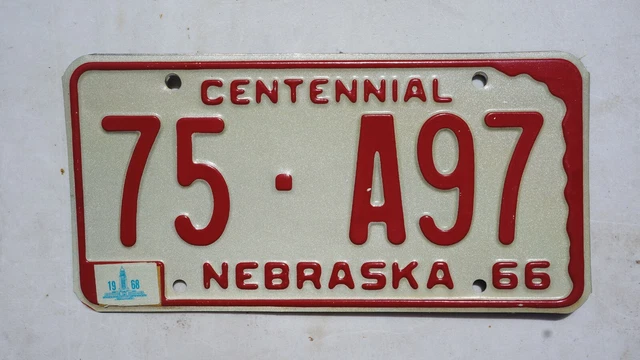 CENTENNIAL
75·A97
NEBRASKA 66
19 68